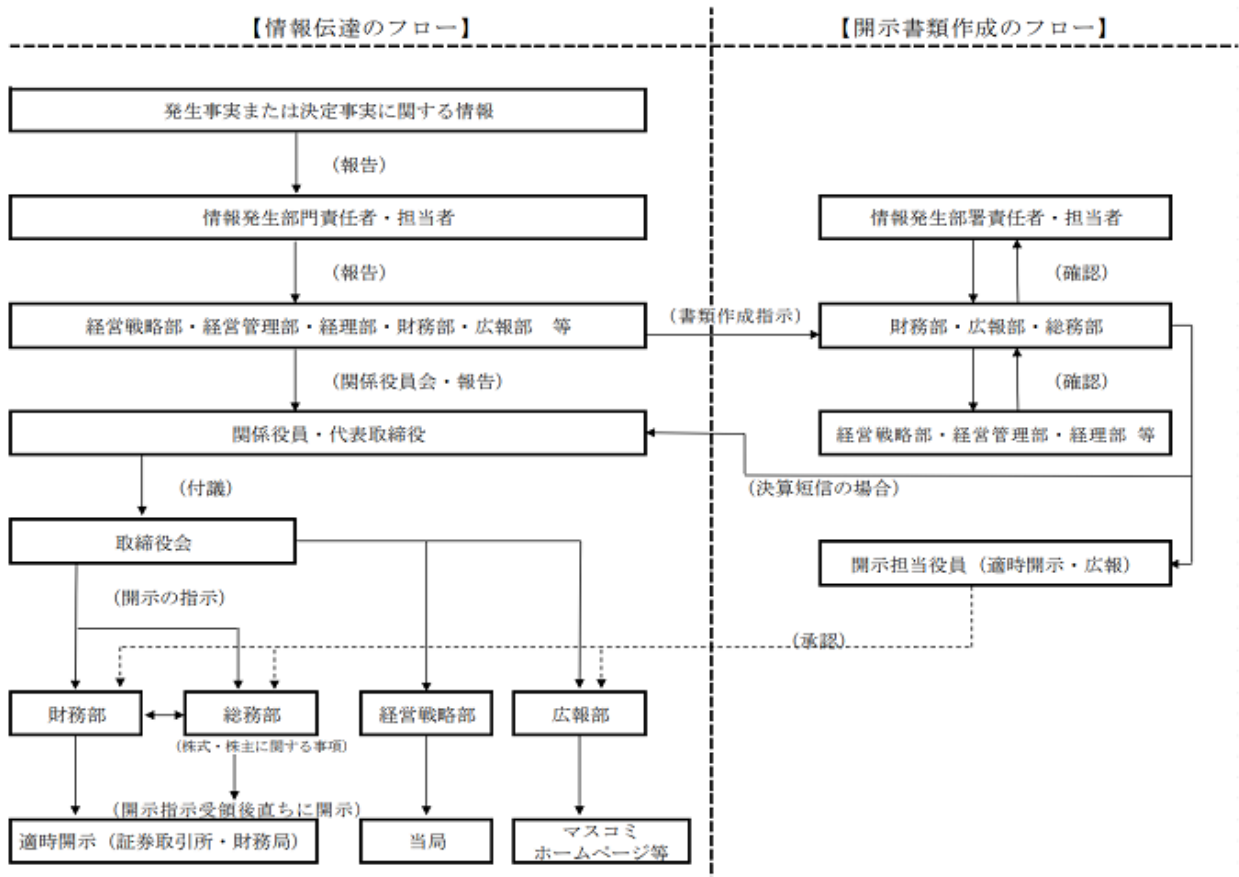 【情報伝達のフロー】
【開示書類作成のフロー】
発生事実または決定事実に関する情報
（報告）
情報発生部門責任者・担当者
情報発生部署責任者・担当者
（報告）
（確認）
経営戦略部・経営管理部・経理部・財務部・広報部　等
（書類作成指示）
財務部・広報部・総務部
（関係役員会・報告）
（確認）
関係役員・代表取締役
経営戦略部・経営管理部・経理部 等
（付議）
（決算短信の場合）
取締役会
開示担当役員（適時開示・広報）
（開示の指示）
（承認）
財務部
総務部
経営戦略部
広報部
（株式・株主に関する事項）
（開示指示受領後直ちに開示）
適時開示（証券取引所・財務局）
当局
マスコミ
ホームページ等